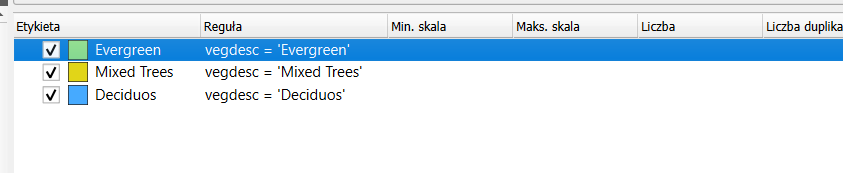 Etykieta Reguła Min. skala Maks. skala Liczba Liczba duplika
Evergreen vegdesc = 'Evergreen'
Mixed Trees vegdesc = 'Mixed Trees'
Deciduos vegdesc = 'Deciduos'